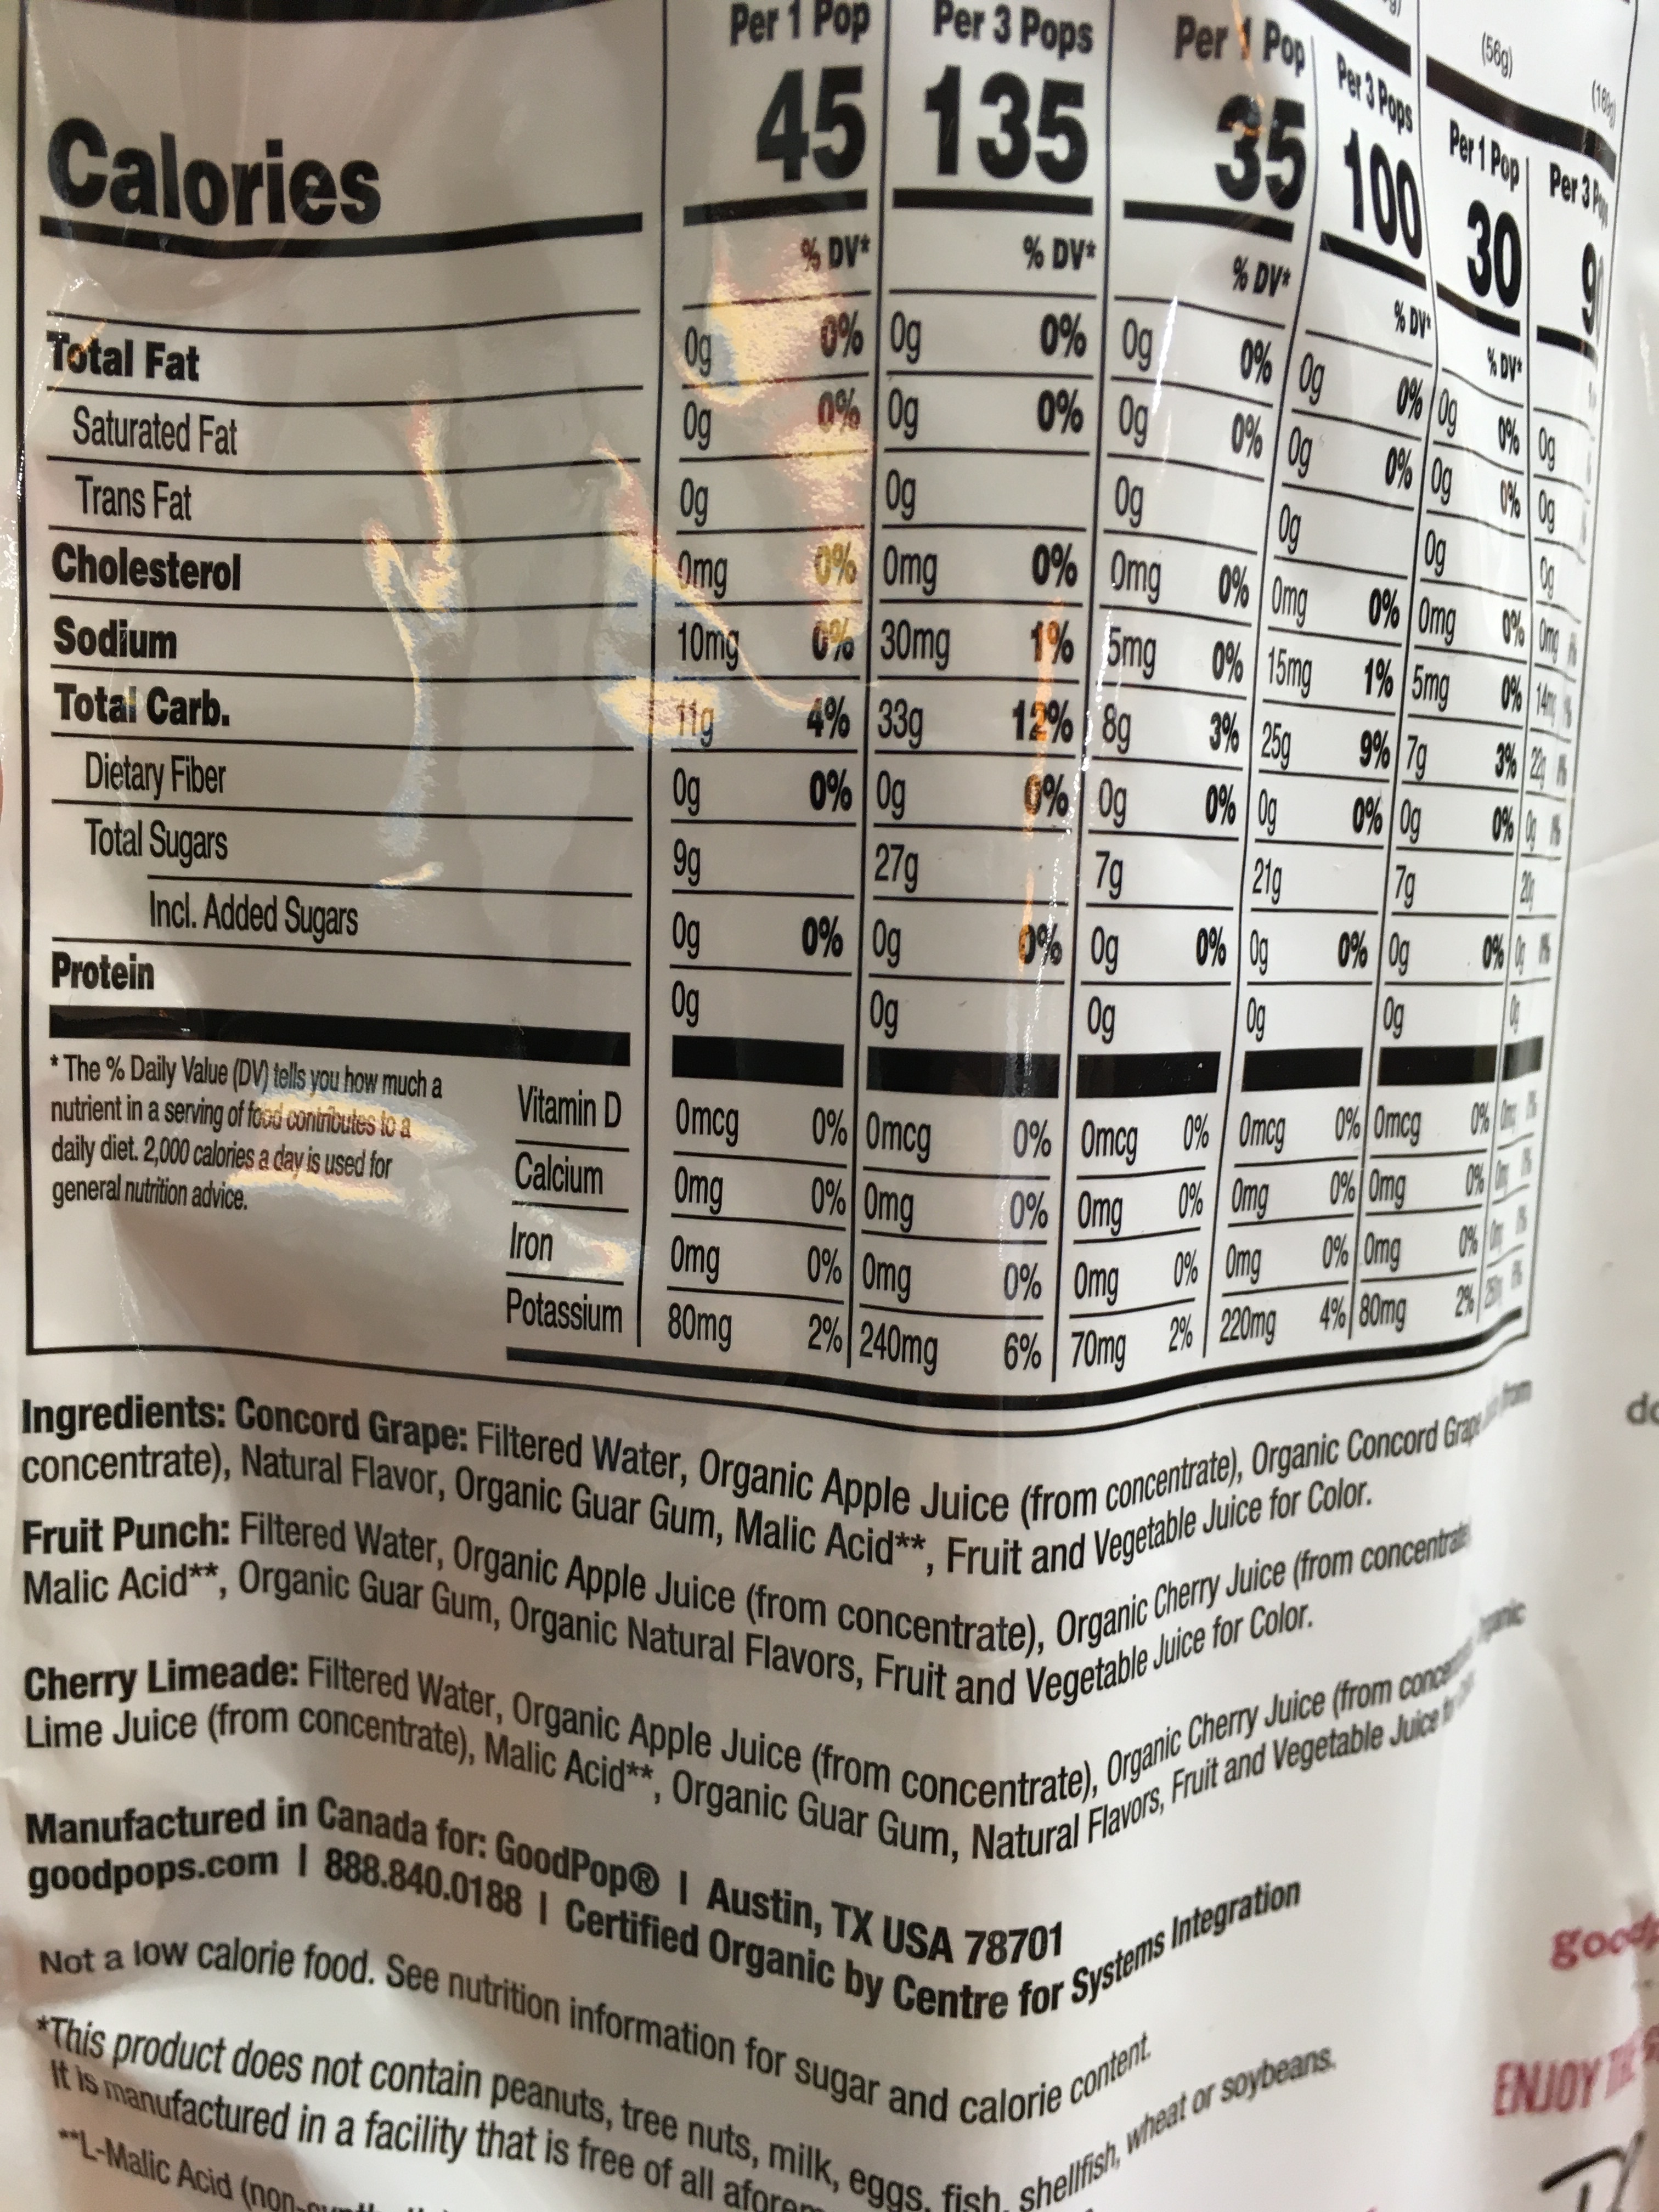 (56g)
Per 1 Pop Per 3 Pops Per 1 Pop Per 3 Pops Per 1 Pop Per 3
Calories 45 135 35 100 30
% DV* % DV* % DV* % DV* % DV*
Total Fat 0g 0% 0g 0% 0g 0% 0g 0% 0g 0% 0g
Saturated Fat 0g 0% 0g 0% 0g 0% 0g 0% 0g 0% 0g
Trans Fat 0g 0g 0g 0g 0g 0g
Cholesterol 0mg 0% 0mg 0% 0mg 0% 0mg 0% 0mg 0% 0mg
Sodium 10mg 0% 30mg 1% 5mg 0% 15mg 1% 5mg 0%
Total Carb. 11g 4% 33g 12% 8g 3% 25g 9% 7g 3% 22g
Dietary Fiber 0g 0% 0g 0% 0g 0% 0g 0% 0g 0% 0g
Total Sugars 9g 27g 7g 21g 7g 20g
Incl. Added Sugars 0g 0% 0g 0% 0g 0% 0g 0% 0g 0% 0g
Protein 0g 0g 0g 0g 0g 0g
* The % Daily Value (DV) tells you how much a
nutrient in a serving of food contributes to a
daily diet. 2,000 calories a day is used for
general nutrition advice.
Vitamin D 0mcg 0% 0mcg 0% 0mcg 0% 0mcg 0% 0mcg 0%
Calcium 0mg 0% 0mg 0% 0mg 0% 0mg 0% 0mg 0%
Iron 0mg 0% 0mg 0% 0mg 0% 0mg 0% 0mg 0%
Potassium 80mg 2% 240mg 6% 70mg 2% 220mg 4% 80mg 2%
Ingredients: Concord Grape: Filtered Water, Organic Apple Juice (from concentrate), Organic Concord Grape from
concentrate), Natural Flavor, Organic Guar Gum, Malic Acid**, Fruit and Vegetable Juice for Color.
Fruit Punch: Filtered Water, Organic Apple Juice (from concentrate), Organic Cherry Juice (from concentrate
Malic Acid**, Organic Guar Gum, Organic Natural Flavors, Fruit and Vegetable Juice for Color.
Cherry Limeade: Filtered Water, Organic Apple Juice (from concentrate), Organic Cherry Juice (from
Lime Juice (from concentrate), Malic Acid**, Organic Guar Gum, Natural Flavors, Fruit and Vegetable Juice
Manufactured in Canada for: GoodPop® | Austin, TX USA 78701
goodpops.com | 888.840.0188 | Certified Organic by Centre for Systems Integration
Not a low calorie food. See nutrition information for sugar and calorie content.
*This product does not contain peanuts, tree nuts, milk, eggs, fish, shellfish, wheat or soybeans.
It is manufactured in a facility that is free of all
**L-Malic Acid
ENJOY